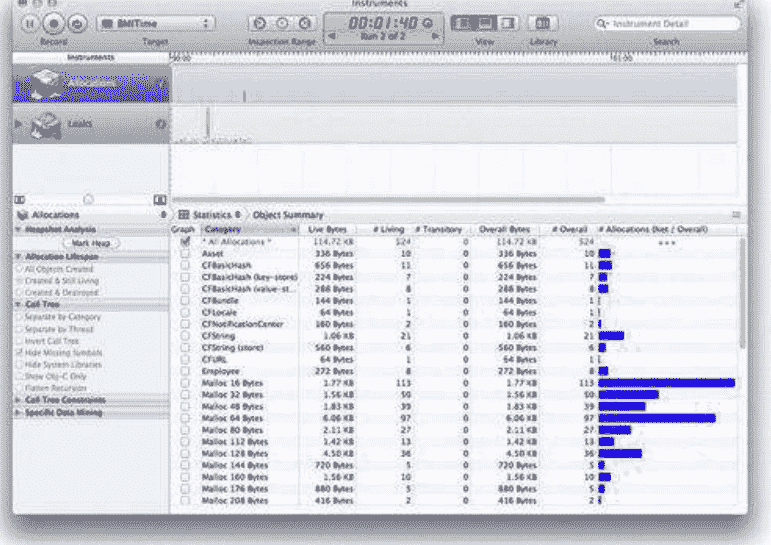 Instruments
BMITime
00:01:40
Run 2 of 2
Instrument Detail
Record
Target
Inspection Range
View
Library
Search
Instruments
00:00
01:00
Allocations
Leaks
Allocations
Statistics
Object Summary
Heapshot Analysis
Mark Heap
Allocation Lifespan
All Objects Created
Created & Still Living
Created & Destroyed
Call Tree
Separate by Category
Separate by Thread
Invert Call Tree
Hide Missing Symbols
Hide System Libraries
Show Obj-C Only
Flatten Recursion
Call Tree Constraints
Specific Data Mining
Graph Category Live Bytes # Living # Transitory Overall Bytes # Overall # Allocations (Net / Overall)
* All Allocations * 114.72 KB 524 0 114.72 KB 524
Asset 336 Bytes 10 0 336 Bytes 10
CFBasicHash 656 Bytes 11 0 656 Bytes 11
CFBasicHash (key-store) 224 Bytes 7 0 224 Bytes 7
CFBasicHash (value-st... 288 Bytes 8 0 288 Bytes 8
CFBundle 144 Bytes 1 0 144 Bytes 1
CFLocale 64 Bytes 1 0 64 Bytes 1
CFNotificationCenter 160 Bytes 2 0 160 Bytes 2
CFString 1.06 KB 21 0 1.06 KB 21
CFString (store) 560 Bytes 6 0 560 Bytes 6
CFURL 64 Bytes 1 0 64 Bytes 1
Employee 272 Bytes 8 0 272 Bytes 8
Malloc 16 Bytes 1.77 KB 113 0 1.77 KB 113
Malloc 32 Bytes 1.56 KB 50 0 1.56 KB 50
Malloc 48 Bytes 1.83 KB 39 0 1.83 KB 39
Malloc 64 Bytes 6.06 KB 97 0 6.06 KB 97
Malloc 80 Bytes 2.11 KB 27 0 2.11 KB 27
Malloc 112 Bytes 1.42 KB 13 0 1.42 KB 13
Malloc 128 Bytes 4.50 KB 36 0 4.50 KB 36
Malloc 144 Bytes 720 Bytes 5 0 720 Bytes 5
Malloc 160 Bytes 1.56 KB 10 0 1.56 KB 10
Malloc 176 Bytes 880 Bytes 5 0 880 Bytes 5
Malloc 208 Bytes 416 Bytes 2 0 416 Bytes 2